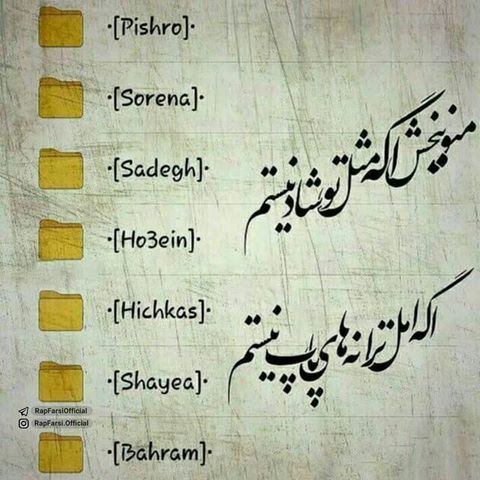 ·[Pishro]·
·[Sorena]·
·[Sadegh]·
·[Ho3ein]·
·[Hichkas]·
·[Shayea]·
·[Bahram]·
منو ببخش اگه مثل تو شاد نیستم
اگه اهل ترانه های پاپ نیستم
RapFarsiOfficial
RapFarsi.Official